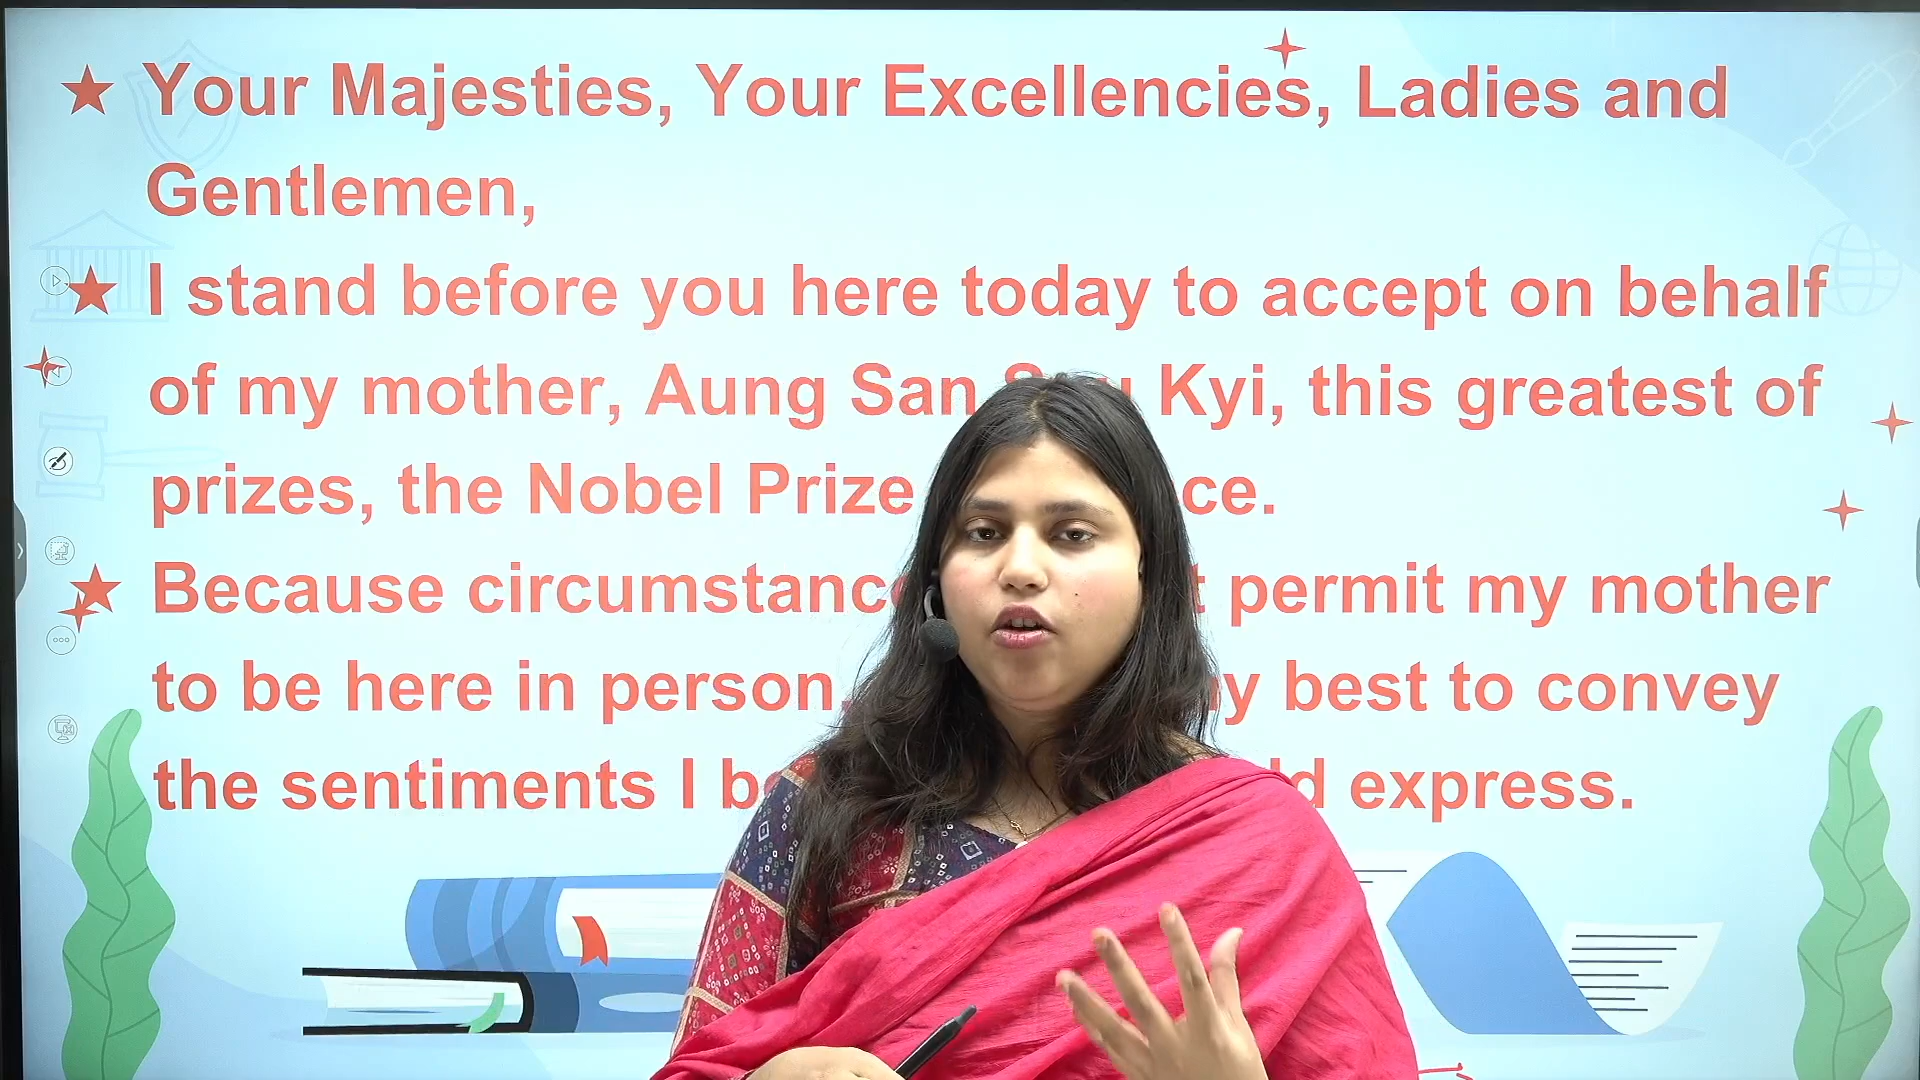 Your Majesties, Your Excellencies, Ladies and
Gentlemen,
I stand before you here today to accept on behalf
of my mother, Aung San Kyi, this greatest of
prizes, the Nobel Prize
Because permit my mother
to be here in person, best to convey
the sentiments I express.